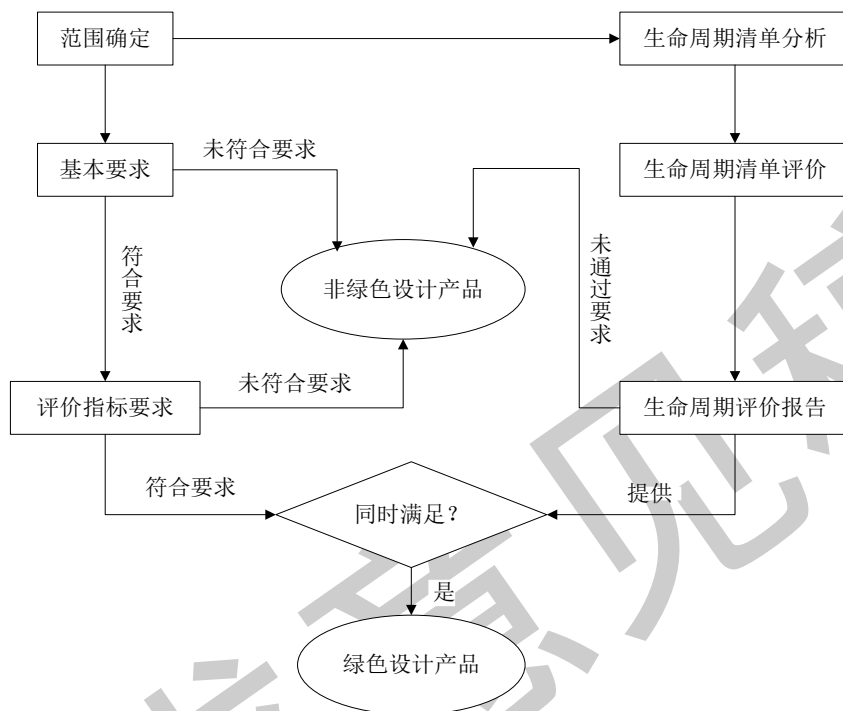 范围确定
生命周期清单分析
基本要求
未符合要求
生命周期清单评价
符合要求
未通过要求
非绿色设计产品
评价指标要求
未符合要求
生命周期评价报告
符合要求
同时满足？
提供
是
绿色设计产品
意见稿